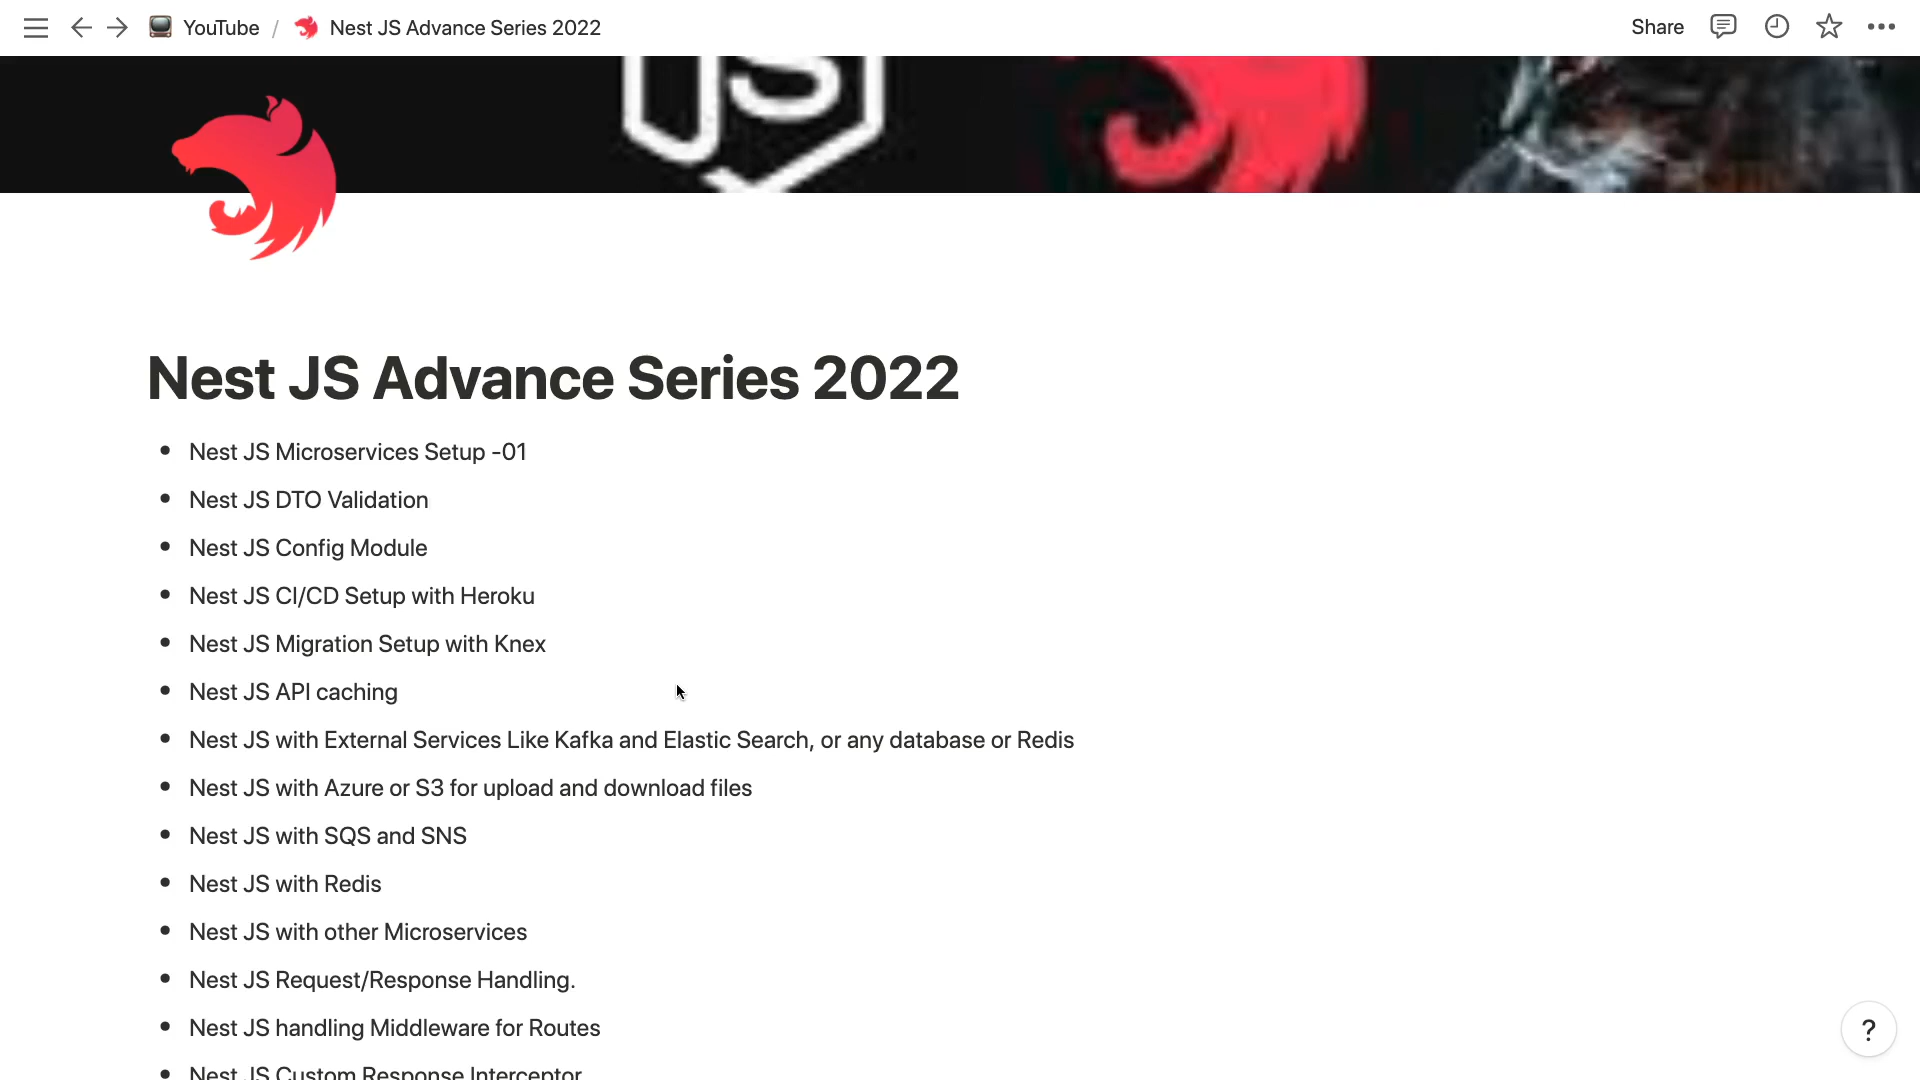 YouTube / Nest JS Advance Series 2022
Share
JS
Nest JS Advance Series 2022
• Nest JS Microservices Setup -01
• Nest JS DTO Validation
• Nest JS Config Module
• Nest JS CI/CD Setup with Heroku
• Nest JS Migration Setup with Knex
• Nest JS API caching
• Nest JS with External Services Like Kafka and Elastic Search, or any database or Redis
• Nest JS with Azure or S3 for upload and download files
• Nest JS with SQS and SNS
• Nest JS with Redis
• Nest JS with other Microservices
• Nest JS Request/Response Handling.
• Nest JS handling Middleware for Routes
• Nest JS Custom Response Interceptor
?